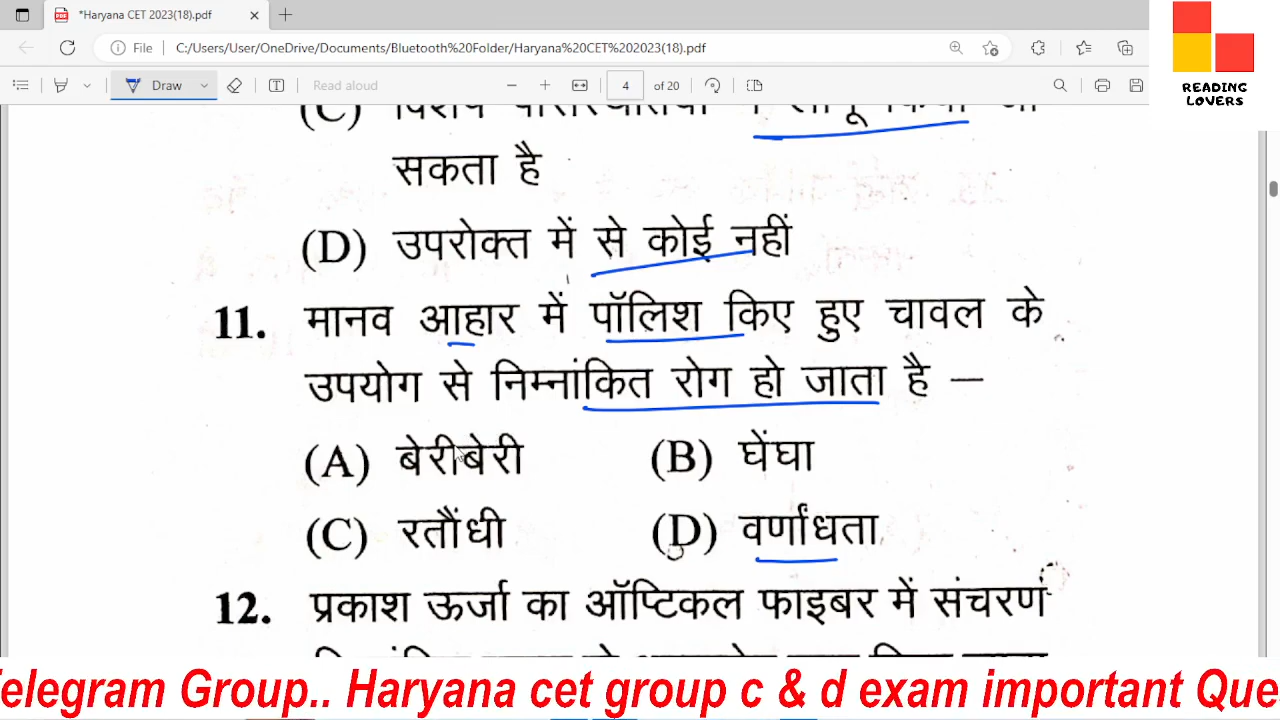 *Haryana CET 2023(18).pdf
File C:/Users/User/OneDrive/Documents/Bluetooth%20Folder/Haryana%20CET%202023(18).pdf
Draw Read aloud 4 of 20
READING
LOVERS
(C) विशेष परिस्थितियों में लागू किया जा
सकता है
(D) उपरोक्त में से कोई नहीं
11. मानव आहार में पॉलिश किए हुए चावल के
उपयोग से निम्नांकित रोग हो जाता है –
(A) बेरीबेरी (B) घेंघा
(C) रतौंधी (D) वर्णांधता
12. प्रकाश ऊर्जा का ऑप्टिकल फाइबर में संचरण
elegram Group.. Haryana cet group c & d exam important Que